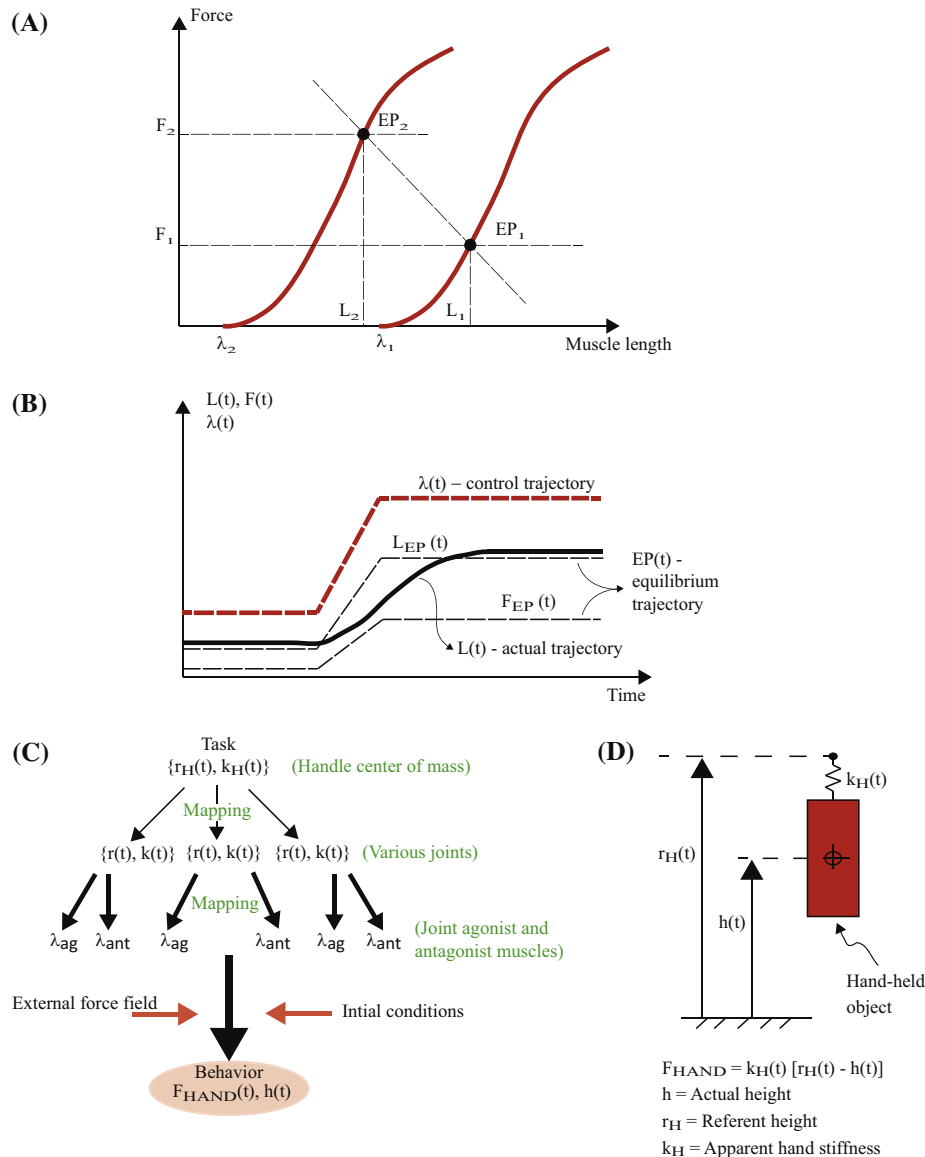 (A)
Force
F₂
EP₂
F₁
EP₁
L₂
L₁
λ₂
λ₁
Muscle length
(B)
L(t), F(t)
λ(t)
λ(t) – control trajectory
L_EP (t)
EP(t) -
equilibrium
trajectory
F_EP (t)
L(t) - actual trajectory
Time
(C)
Task
{r_H(t), k_H(t)} (Handle center of mass)
Mapping
{r(t), k(t)} {r(t), k(t)} {r(t), k(t)} (Various joints)
Mapping
λag λant λag λant λag λant (Joint agonist and
antagonist muscles)
External force field
Intial conditions
Behavior
F_HAND(t), h(t)
(D)
k_H(t)
r_H(t)
h(t)
Hand-held
object
F_HAND = k_H(t) [r_H(t) - h(t)]
h = Actual height
r_H = Referent height
k_H = Apparent hand stiffness